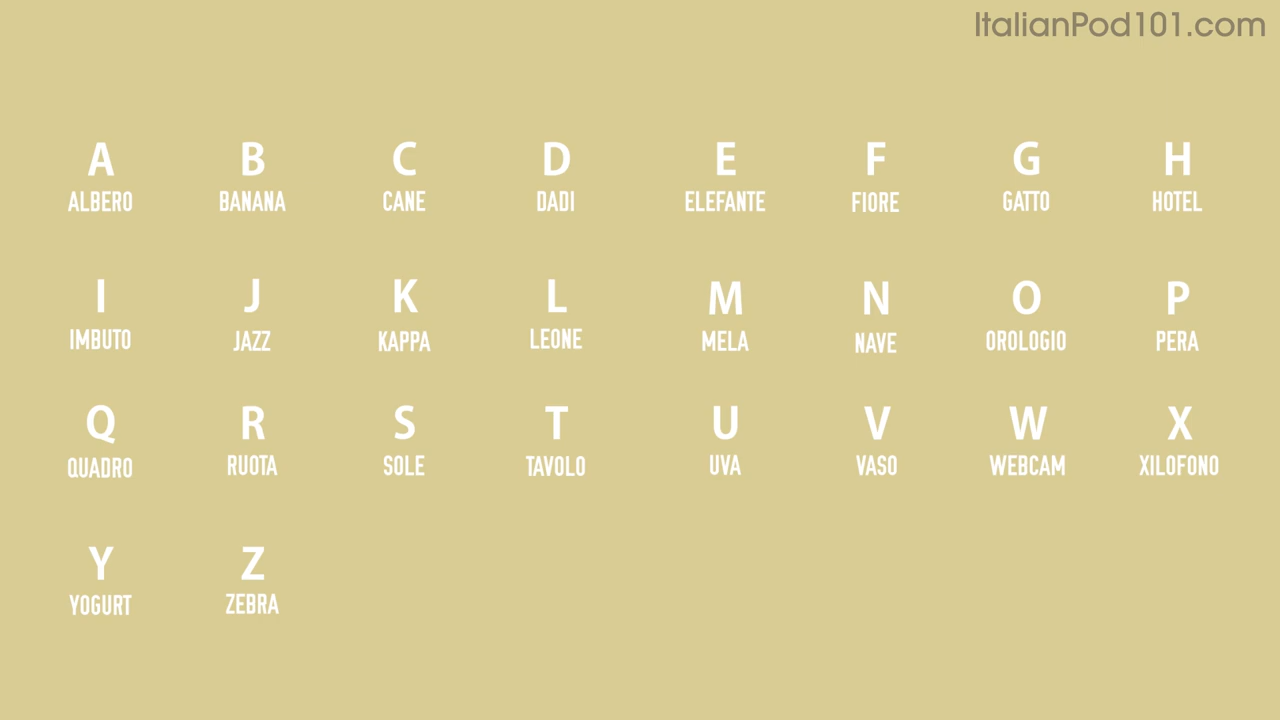 ItalianPod101.com
A B C D E F G H
ALBERO BANANA CANE DADI ELEFANTE FIORE GATTO HOTEL
I J K L M N O P
IMBUTO JAZZ KAPPA LEONE MELA NAVE OROLOGIO PERA
Q R S T U V W X
QUADRO RUOTA SOLE TAVOLO UVA VASO WEBCAM XILOFONO
Y Z
YOGURT ZEBRA